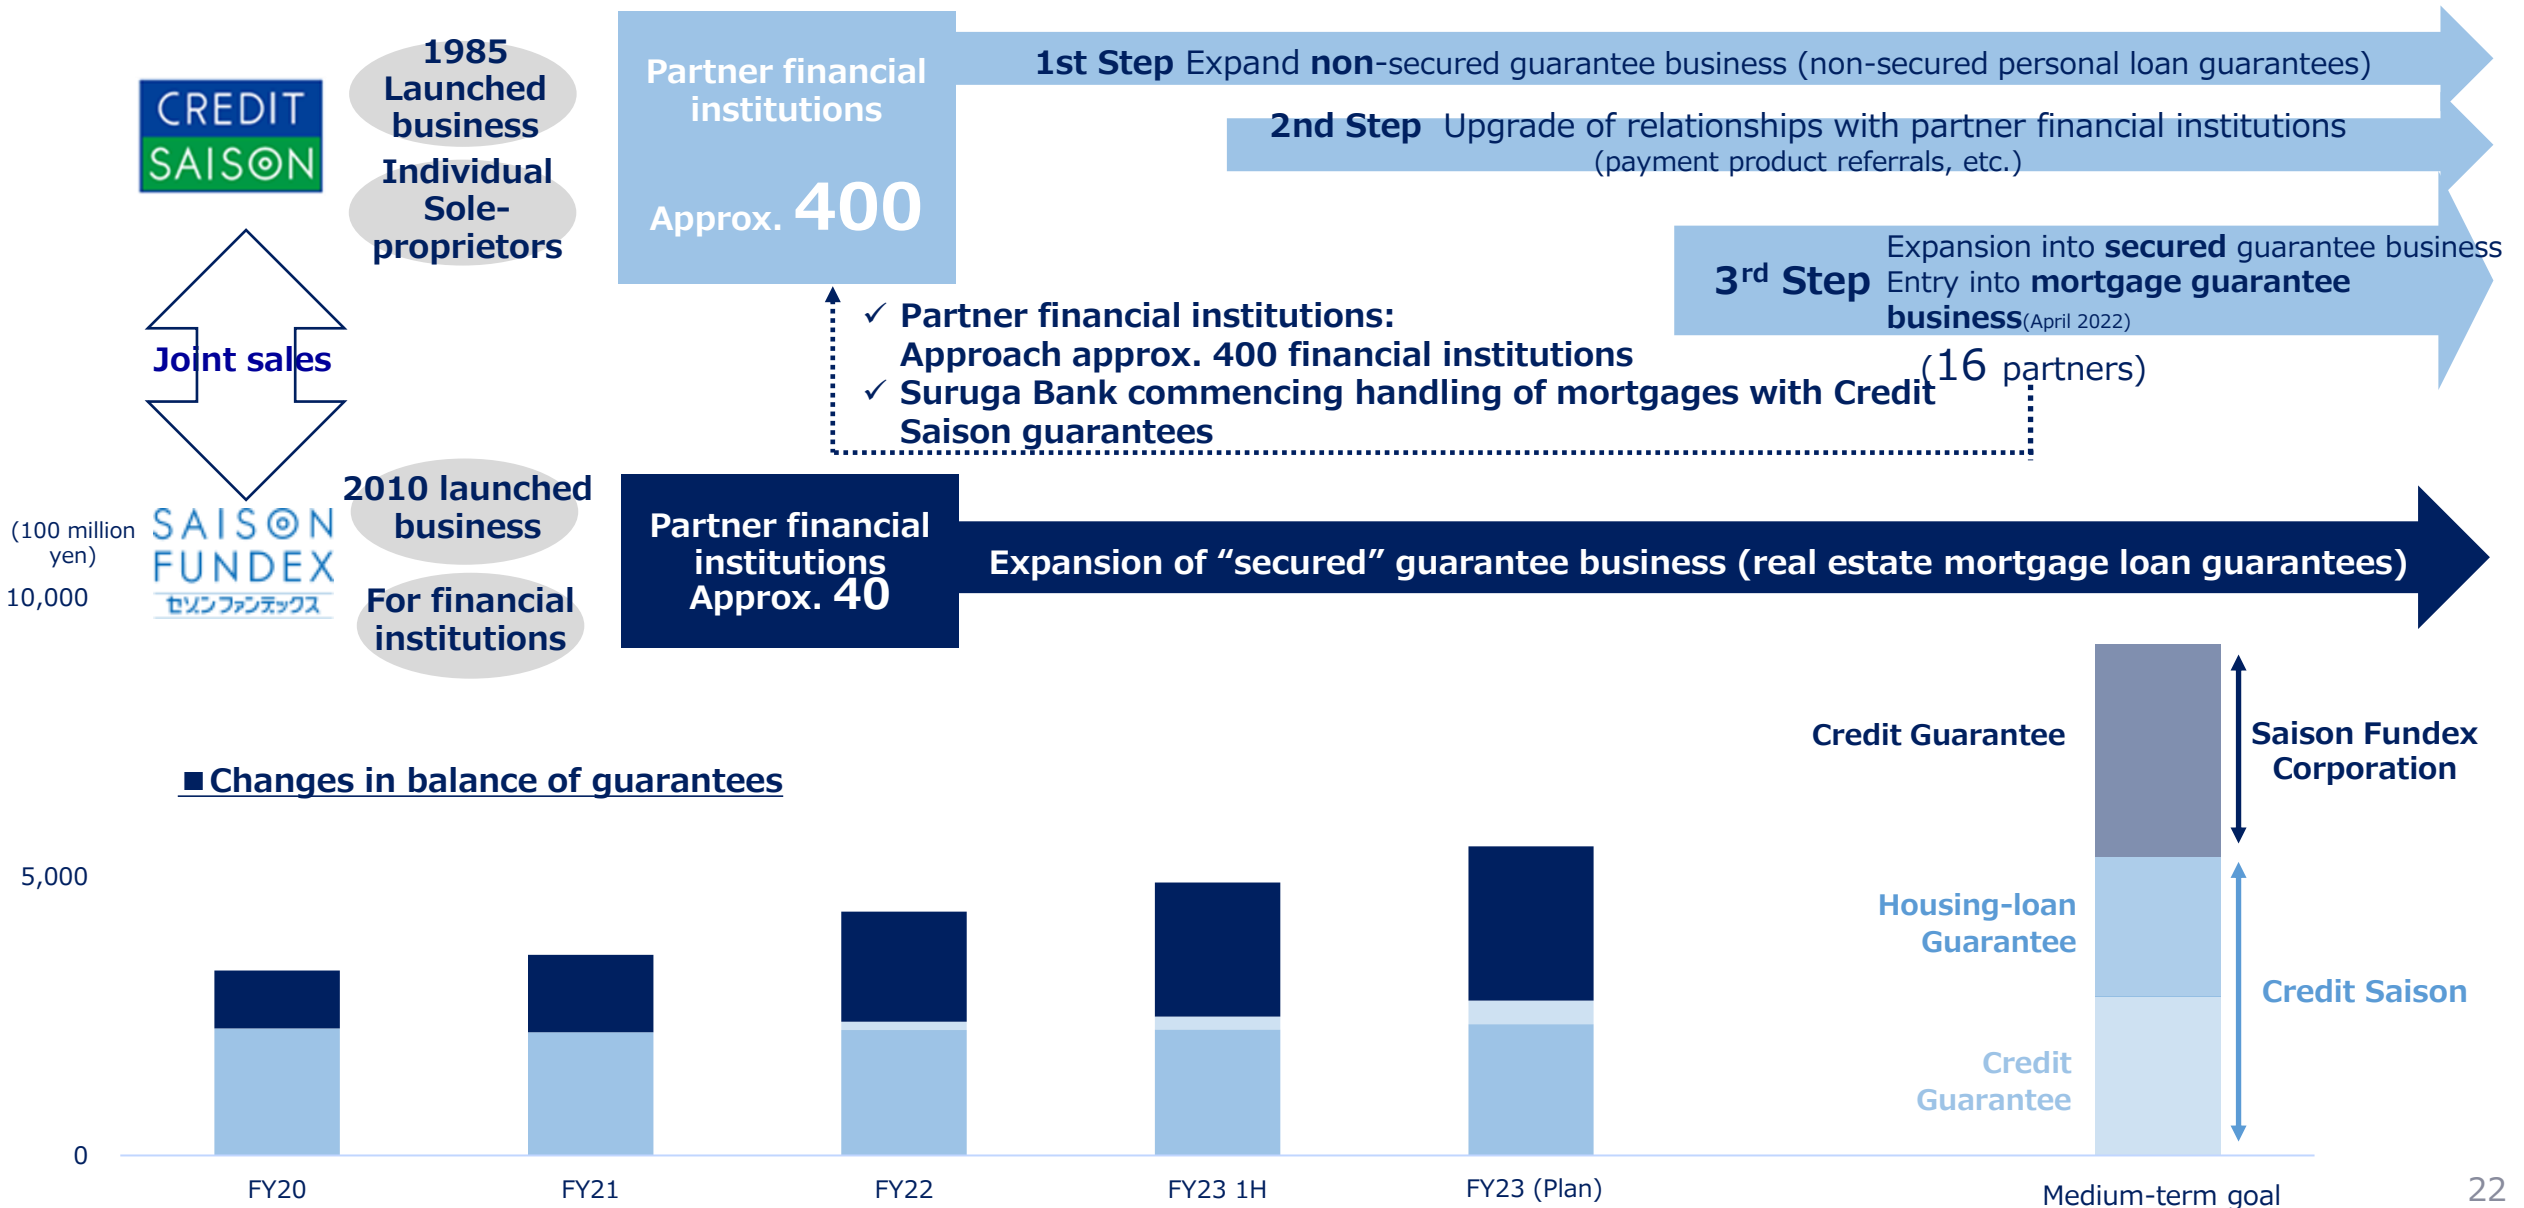 CREDIT
SAISON
1985
Launched
business
Individual
Sole-
proprietors
Partner financial
institutions
Approx. 400
1st Step Expand non-secured guarantee business (non-secured personal loan guarantees)
2nd Step Upgrade of relationships with partner financial institutions
(payment product referrals, etc.)
3rd Step
Expansion into secured guarantee business
Entry into mortgage guarantee
business(April 2022)
(16 partners)
Joint sales
✓ Partner financial institutions:
Approach approx. 400 financial institutions
✓ Suruga Bank commencing handling of mortgages with Credit
Saison guarantees
SAISON
FUNDEX
セゾンファンデックス
2010 launched
business
For financial
institutions
Partner financial
institutions
Approx. 40
Expansion of “secured” guarantee business (real estate mortgage loan guarantees)
(100 million
yen)
10,000
5,000
0
■Changes in balance of guarantees
FY20
FY21
FY22
FY23 1H
FY23 (Plan)
Medium-term goal
Credit Guarantee
Housing-loan
Guarantee
Credit
Guarantee
Saison Fundex
Corporation
Credit Saison
22